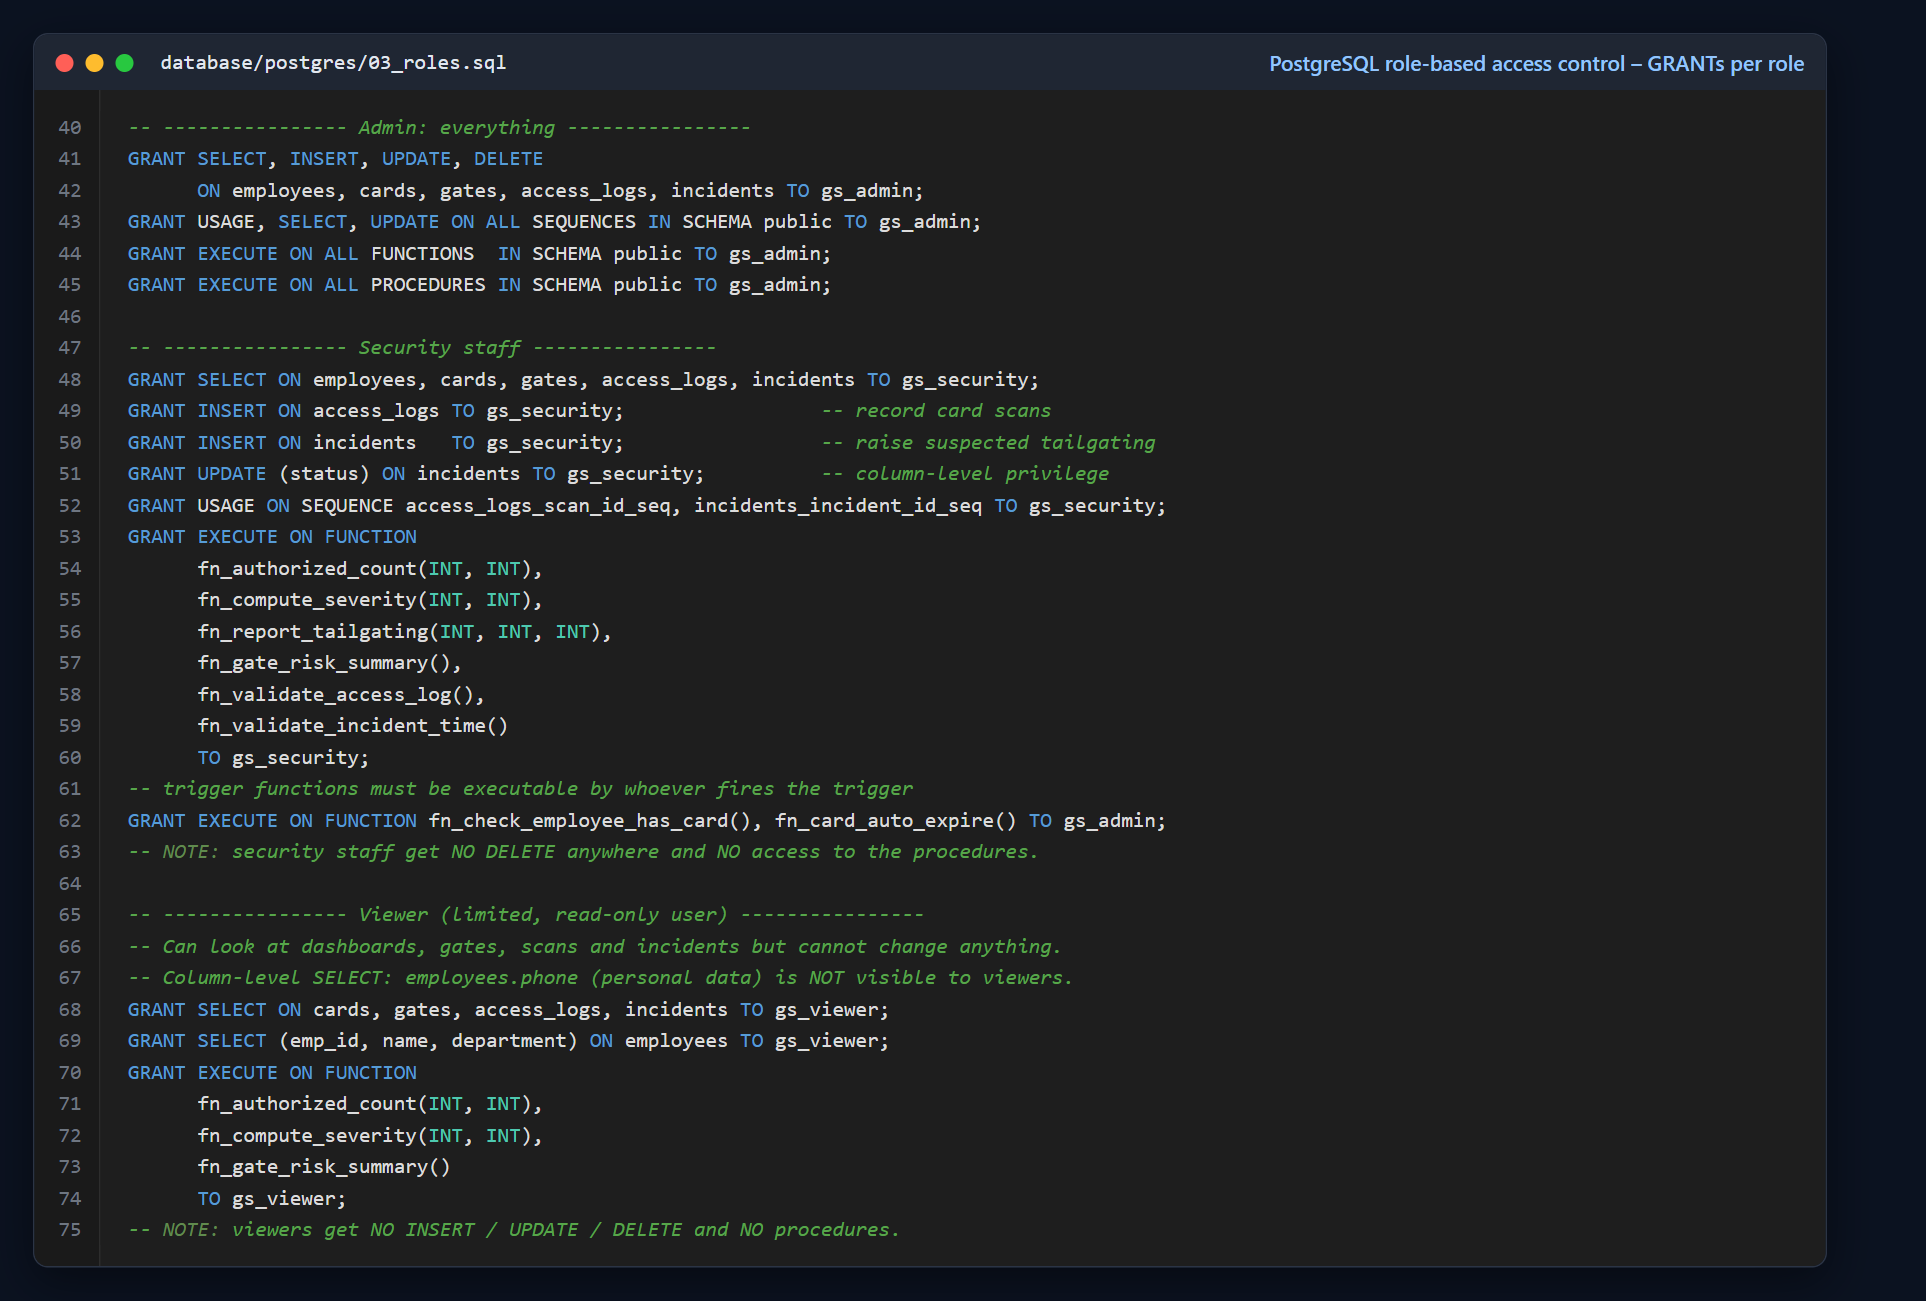 database/postgres/03_roles.sql
PostgreSQL role-based access control – GRANTs per role
40 -- ---------------- Admin: everything ----------------
41 GRANT SELECT, INSERT, UPDATE, DELETE
42       ON employees, cards, gates, access_logs, incidents TO gs_admin;
43 GRANT USAGE, SELECT, UPDATE ON ALL SEQUENCES IN SCHEMA public TO gs_admin;
44 GRANT EXECUTE ON ALL FUNCTIONS  IN SCHEMA public TO gs_admin;
45 GRANT EXECUTE ON ALL PROCEDURES IN SCHEMA public TO gs_admin;
46
47 -- ---------------- Security staff ----------------
48 GRANT SELECT ON employees, cards, gates, access_logs, incidents TO gs_security;
49 GRANT INSERT ON access_logs TO gs_security;                 -- record card scans
50 GRANT INSERT ON incidents   TO gs_security;                 -- raise suspected tailgating
51 GRANT UPDATE (status) ON incidents TO gs_security;          -- column-level privilege
52 GRANT USAGE ON SEQUENCE access_logs_scan_id_seq, incidents_incident_id_seq TO gs_security;
53 GRANT EXECUTE ON FUNCTION
54       fn_authorized_count(INT, INT),
55       fn_compute_severity(INT, INT),
56       fn_report_tailgating(INT, INT, INT),
57       fn_gate_risk_summary(),
58       fn_validate_access_log(),
59       fn_validate_incident_time()
60       TO gs_security;
61 -- trigger functions must be executable by whoever fires the trigger
62 GRANT EXECUTE ON FUNCTION fn_check_employee_has_card(), fn_card_auto_expire() TO gs_admin;
63 -- NOTE: security staff get NO DELETE anywhere and NO access to the procedures.
64
65 -- ---------------- Viewer (limited, read-only user) ----------------
66 -- Can look at dashboards, gates, scans and incidents but cannot change anything.
67 -- Column-level SELECT: employees.phone (personal data) is NOT visible to viewers.
68 GRANT SELECT ON cards, gates, access_logs, incidents TO gs_viewer;
69 GRANT SELECT (emp_id, name, department) ON employees TO gs_viewer;
70 GRANT EXECUTE ON FUNCTION
71       fn_authorized_count(INT, INT),
72       fn_compute_severity(INT, INT),
73       fn_gate_risk_summary()
74       TO gs_viewer;
75 -- NOTE: viewers get NO INSERT / UPDATE / DELETE and NO procedures.